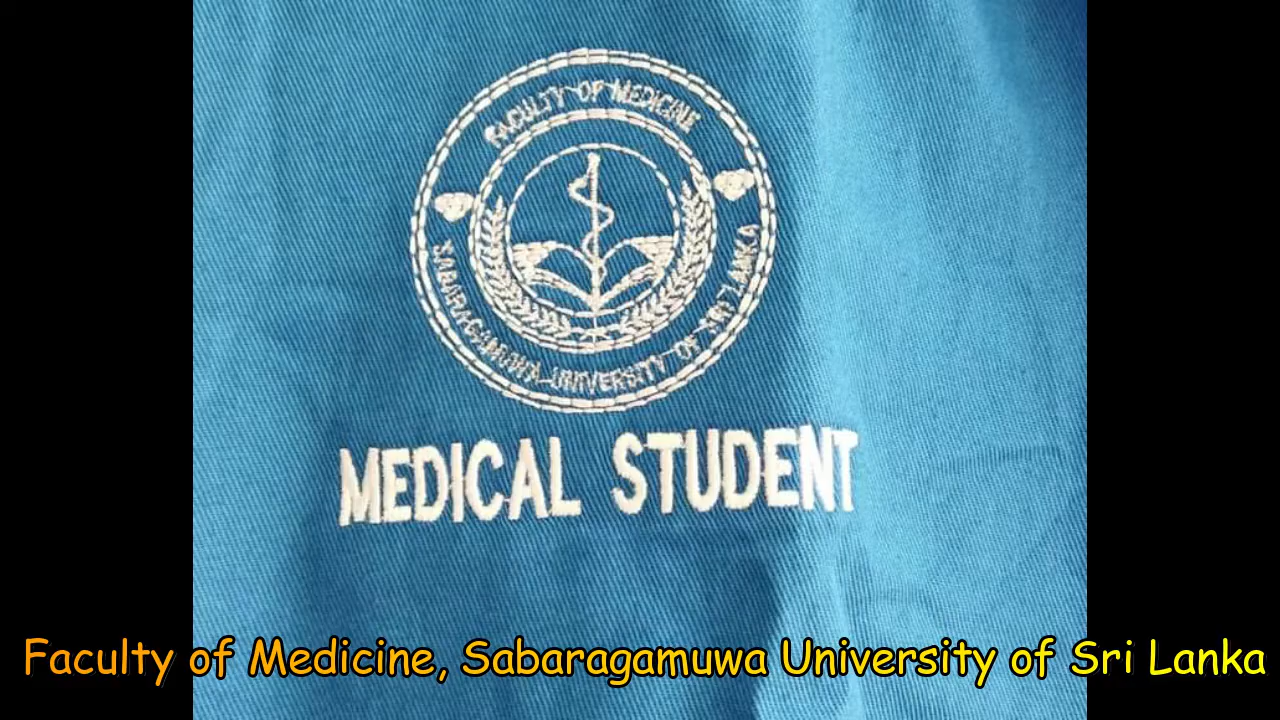 FACULTY OF MEDICINE
SABARAGAMUWA UNIVERSITY OF SRI LANKA
MEDICAL STUDENT
Faculty of Medicine, Sabaragamuwa University of Sri Lanka